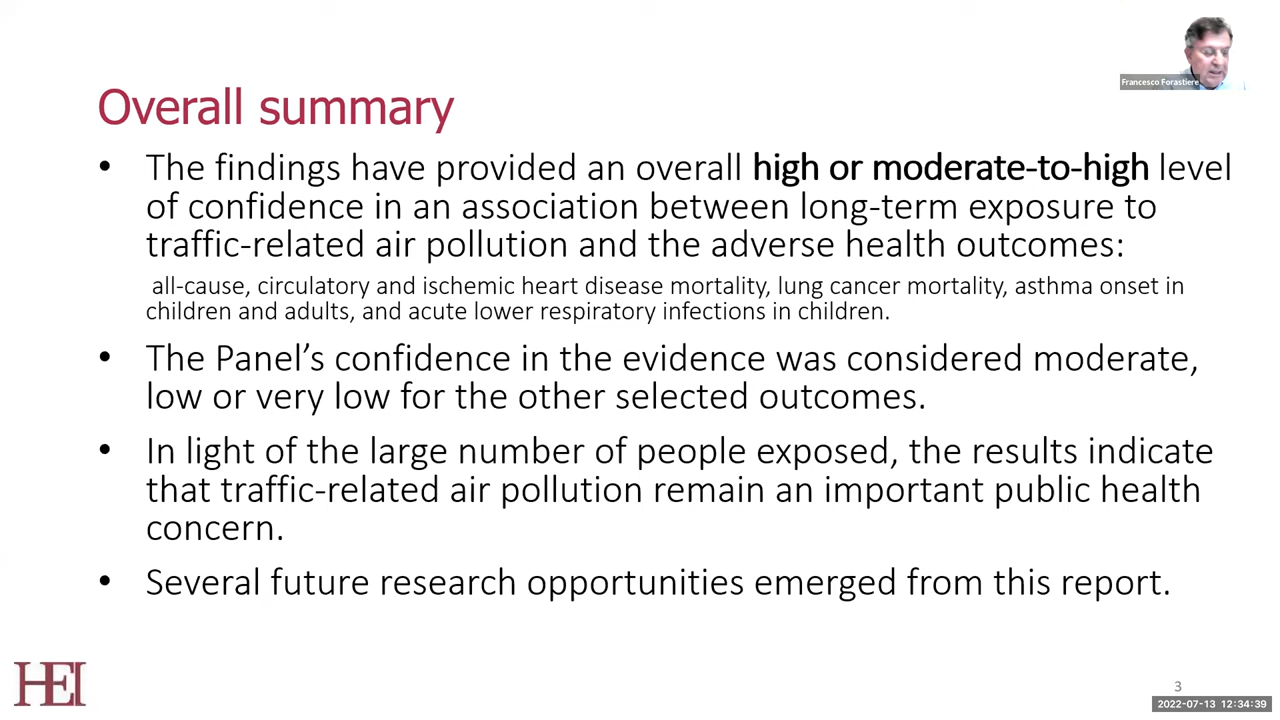 Francesco Forastiere
Overall summary
• The findings have provided an overall high or moderate-to-high level
of confidence in an association between long-term exposure to
traffic-related air pollution and the adverse health outcomes:
all-cause, circulatory and ischemic heart disease mortality, lung cancer mortality, asthma onset in
children and adults, and acute lower respiratory infections in children.
• The Panel’s confidence in the evidence was considered moderate,
low or very low for the other selected outcomes.
• In light of the large number of people exposed, the results indicate
that traffic-related air pollution remain an important public health
concern.
• Several future research opportunities emerged from this report.
HEI
3
2022-07-13 12:34:39